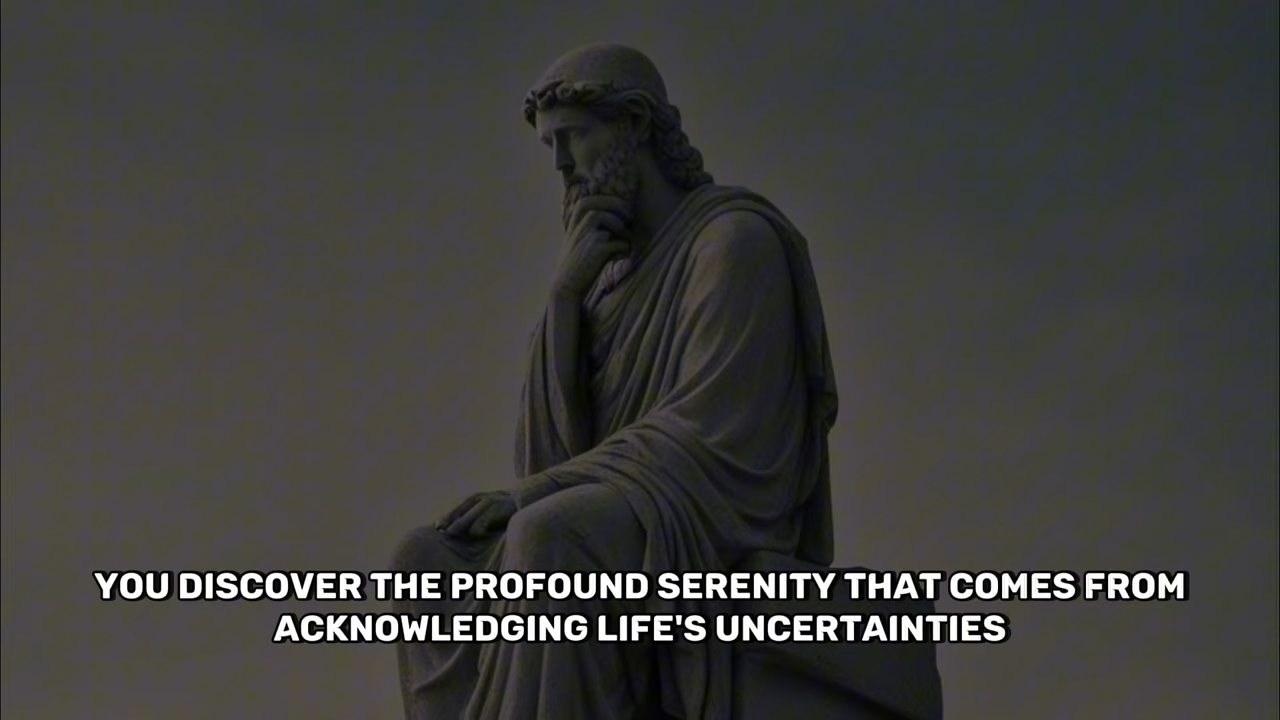 YOU DISCOVER THE PROFOUND SERENITY THAT COMES FROM
ACKNOWLEDGING LIFE'S UNCERTAINTIES